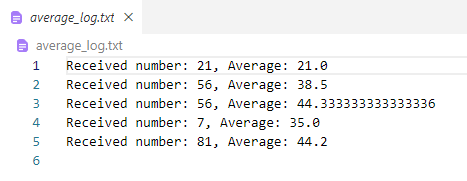 average_log.txt
average_log.txt
1 Received number: 21, Average: 21.0
2 Received number: 56, Average: 38.5
3 Received number: 56, Average: 44.333333333333336
4 Received number: 7, Average: 35.0
5 Received number: 81, Average: 44.2
6